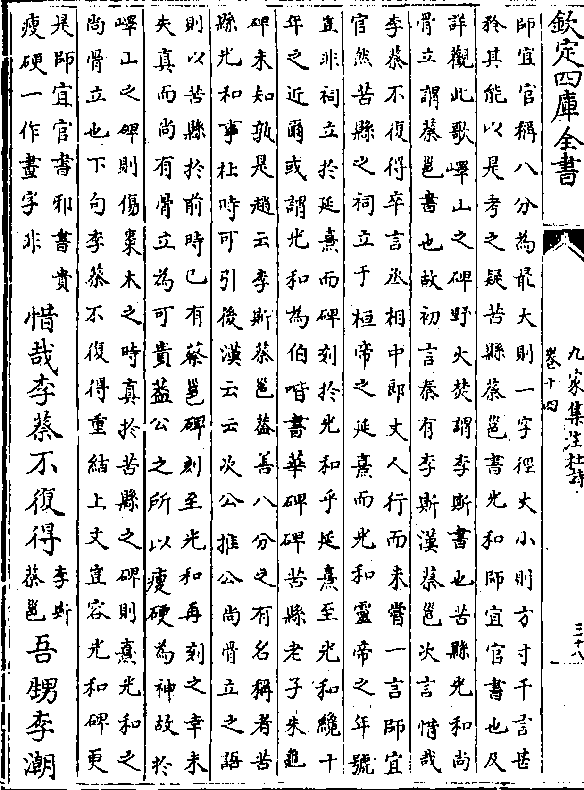 欽定四庫全書
九家集注杜詩
卷十四
三十八
師宜官稱八分為最大則一字徑丈小則方寸千言甚
矜其能以是考之疑苦縣蔡邕書光和師宜官書也及
詳觀此歌嶧山之碑野火焚謂李斯書也苦縣光和尚
骨立謂蔡邕書也故初言秦有李斯漢蔡邕次言惜哉
李蔡不復得卒言丞相中郎丈人行而未嘗一言師宜
官然苦縣之祠立于桓帝之延熹而光和靈帝之年號
豈非祠立於延熹而碑刻於光和乎延熹至光和纔十
年之近爾或謂光和為伯喈書華碑碑苦縣老子朱龜
碑未知孰是趙云李斯蔡邕葢善八分之有名稱者苦
縣光和事杜時可引後漢云云次公推公尚骨立之語
則以苦縣於前時已有蔡邕碑刻至光和再刻之幸未
失真而尚有骨立為可貴葢公之所以瘦硬為神故於
嶧山之碑則傷棗木之時真於苦縣之碑則熹光和之
尚骨立也下句李蔡不復得重結上文豈容光和碑更
是師宜官書邪書貴
瘦硬一作畫字非
惜哉李蔡不復得
李斯
蔡邕
吾甥李潮